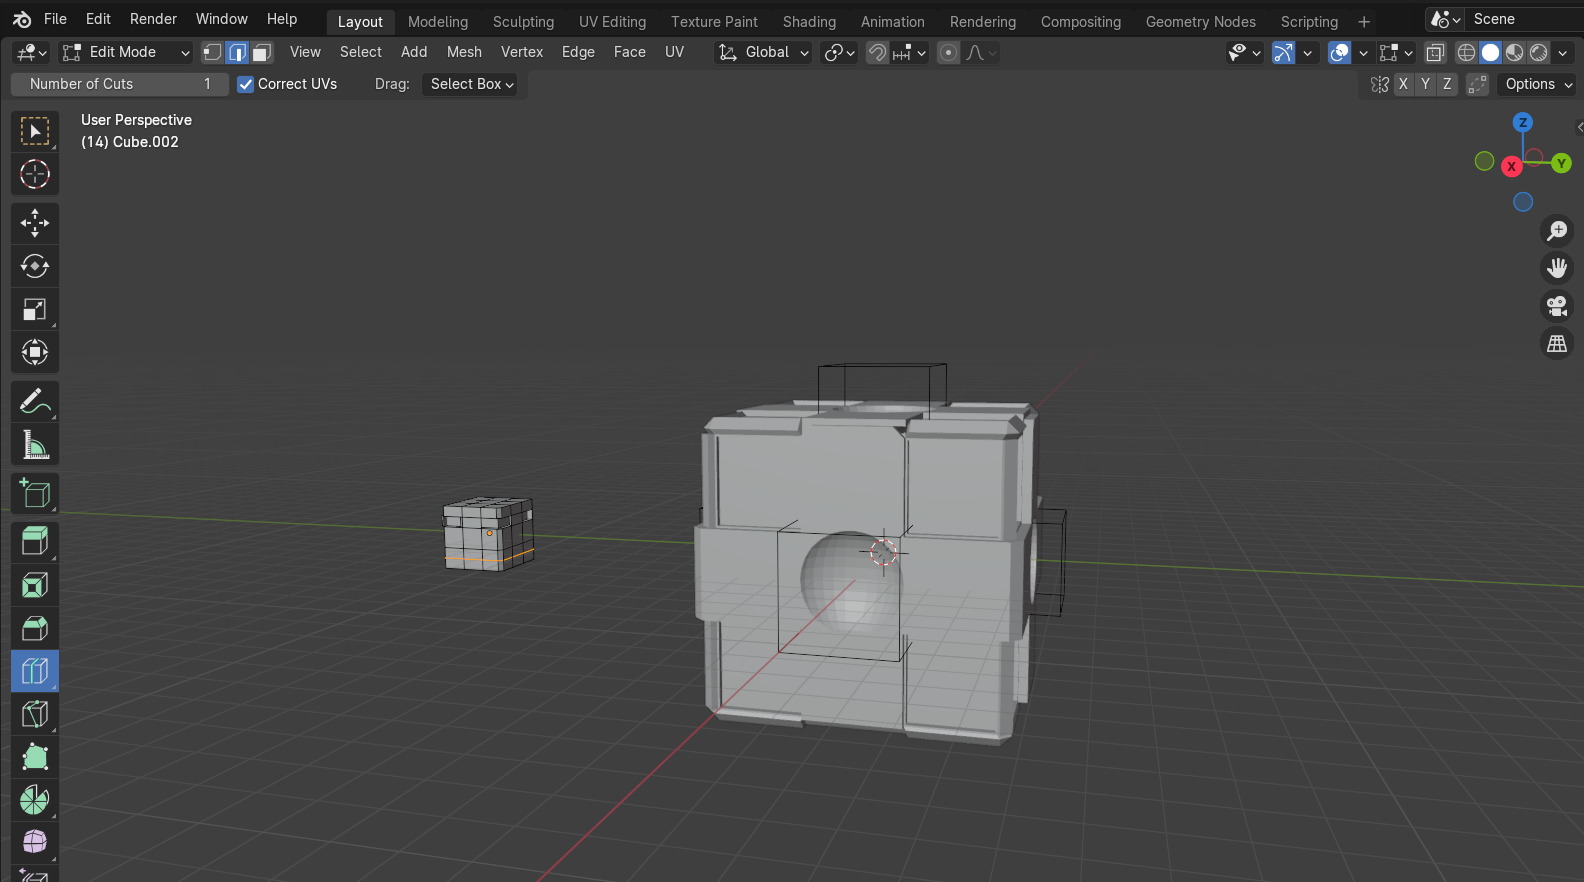 File Edit Render Window Help Layout Modeling Sculpting UV Editing Texture Paint Shading Animation Rendering Compositing Geometry Nodes Scripting + Scene
Edit Mode View Select Add Mesh Vertex Edge Face UV Global
Number of Cuts 1 Correct UVs Drag: Select Box X Y Z Options
User Perspective
(14) Cube.002
Z
X Y